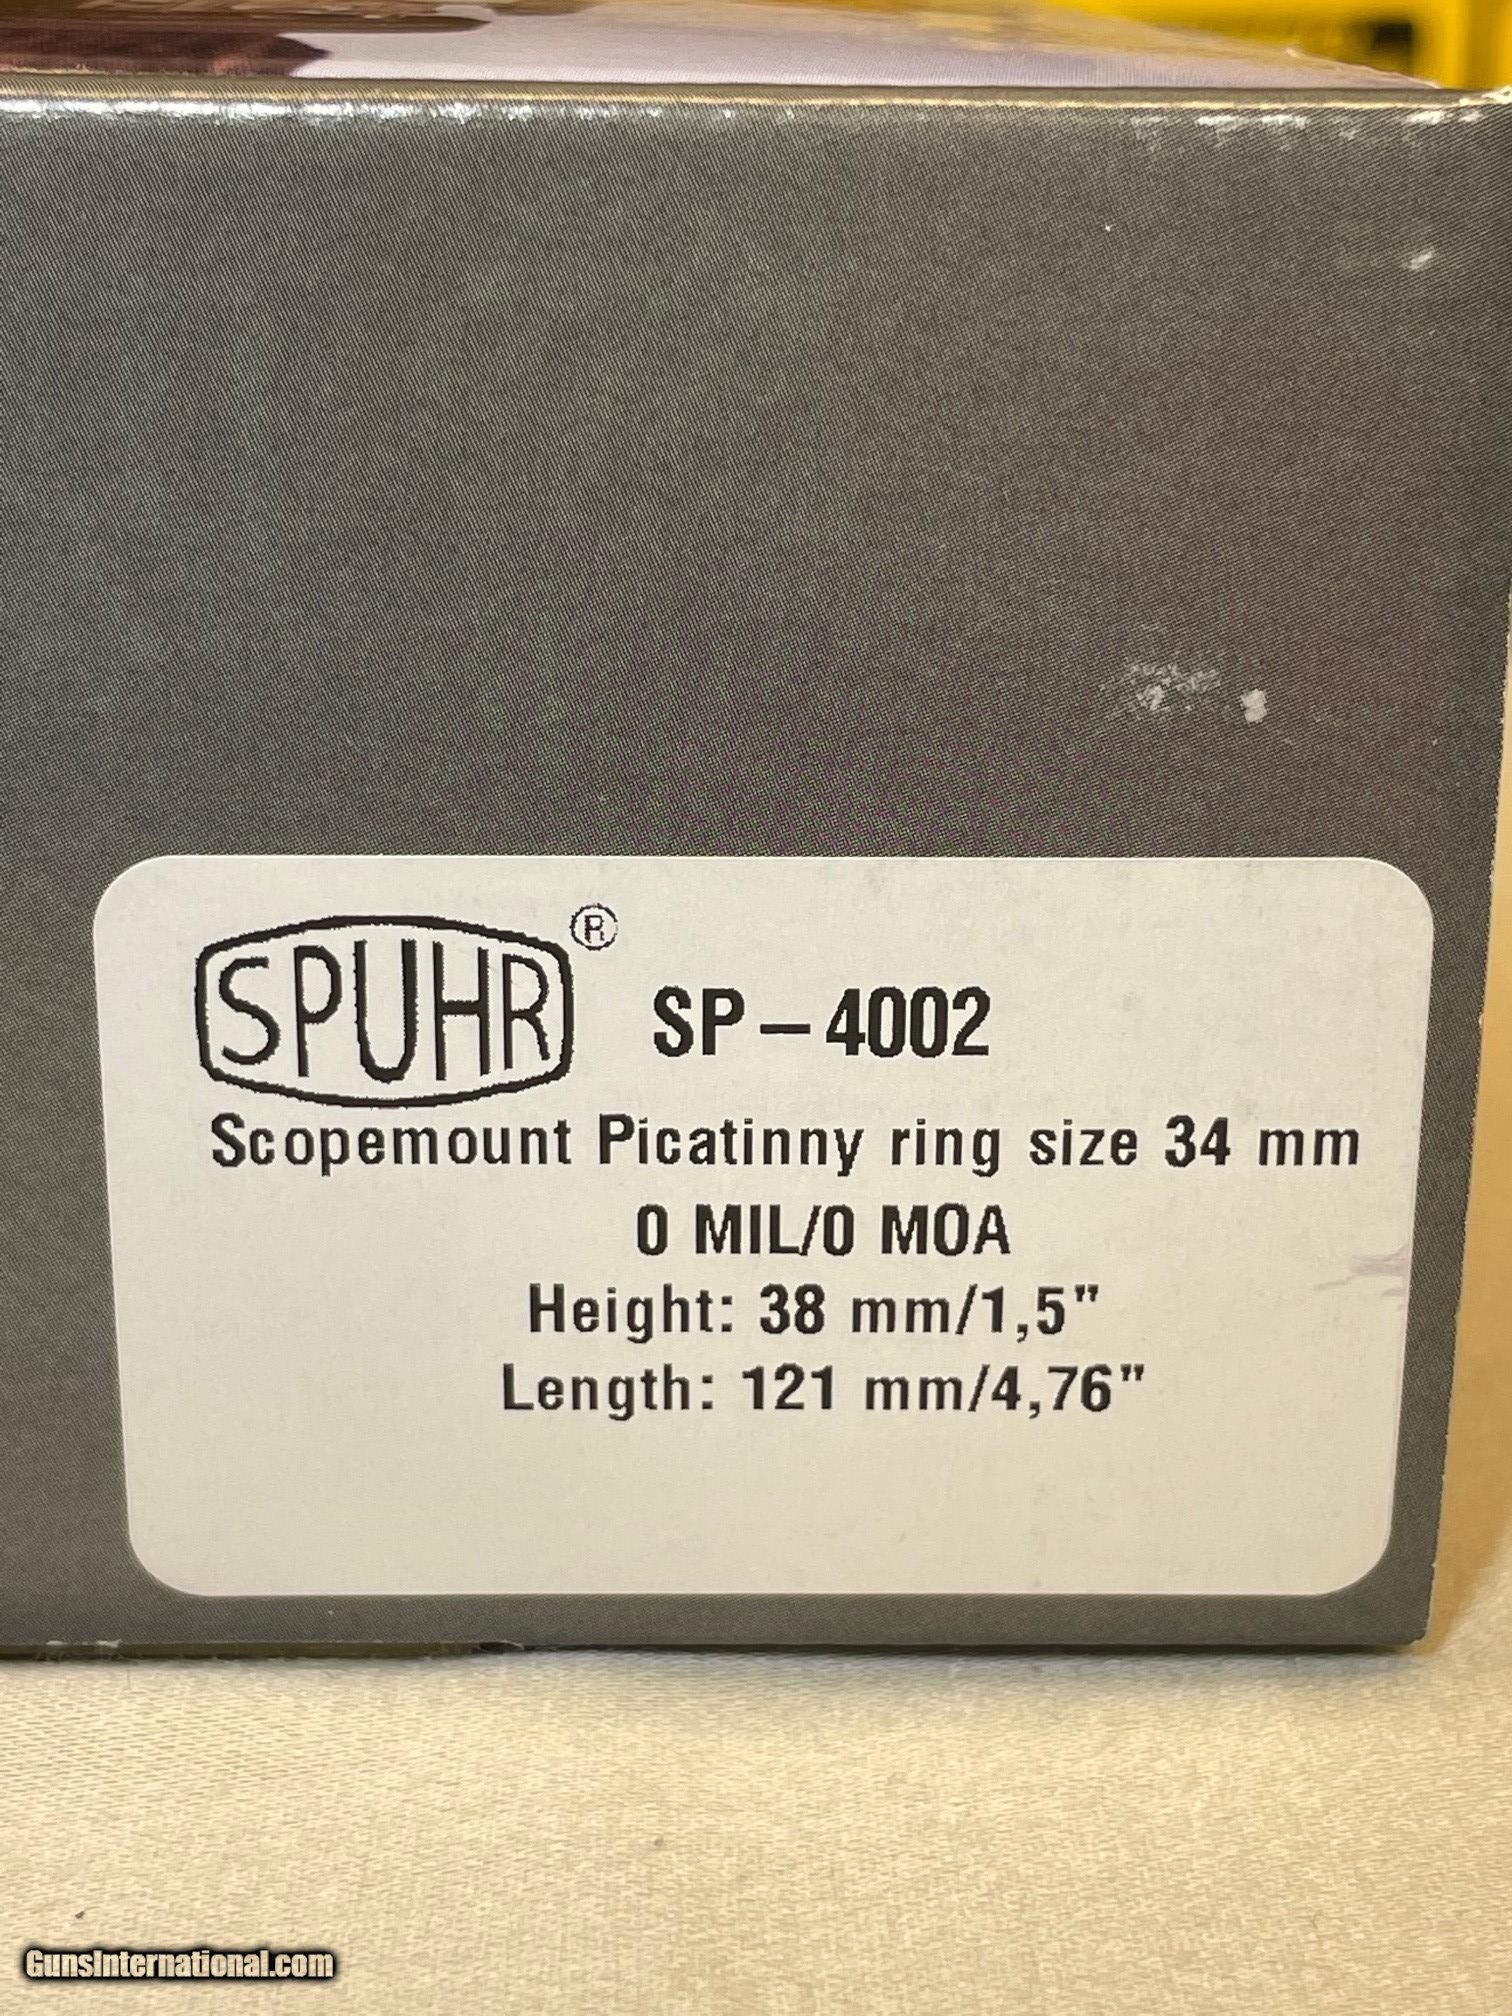 SPUHR® SP-4002
Scopemount Picatinny ring size 34 mm
0 MIL/0 MOA
Height: 38 mm/1,5"
Length: 121 mm/4,76"
GunsInternational.com